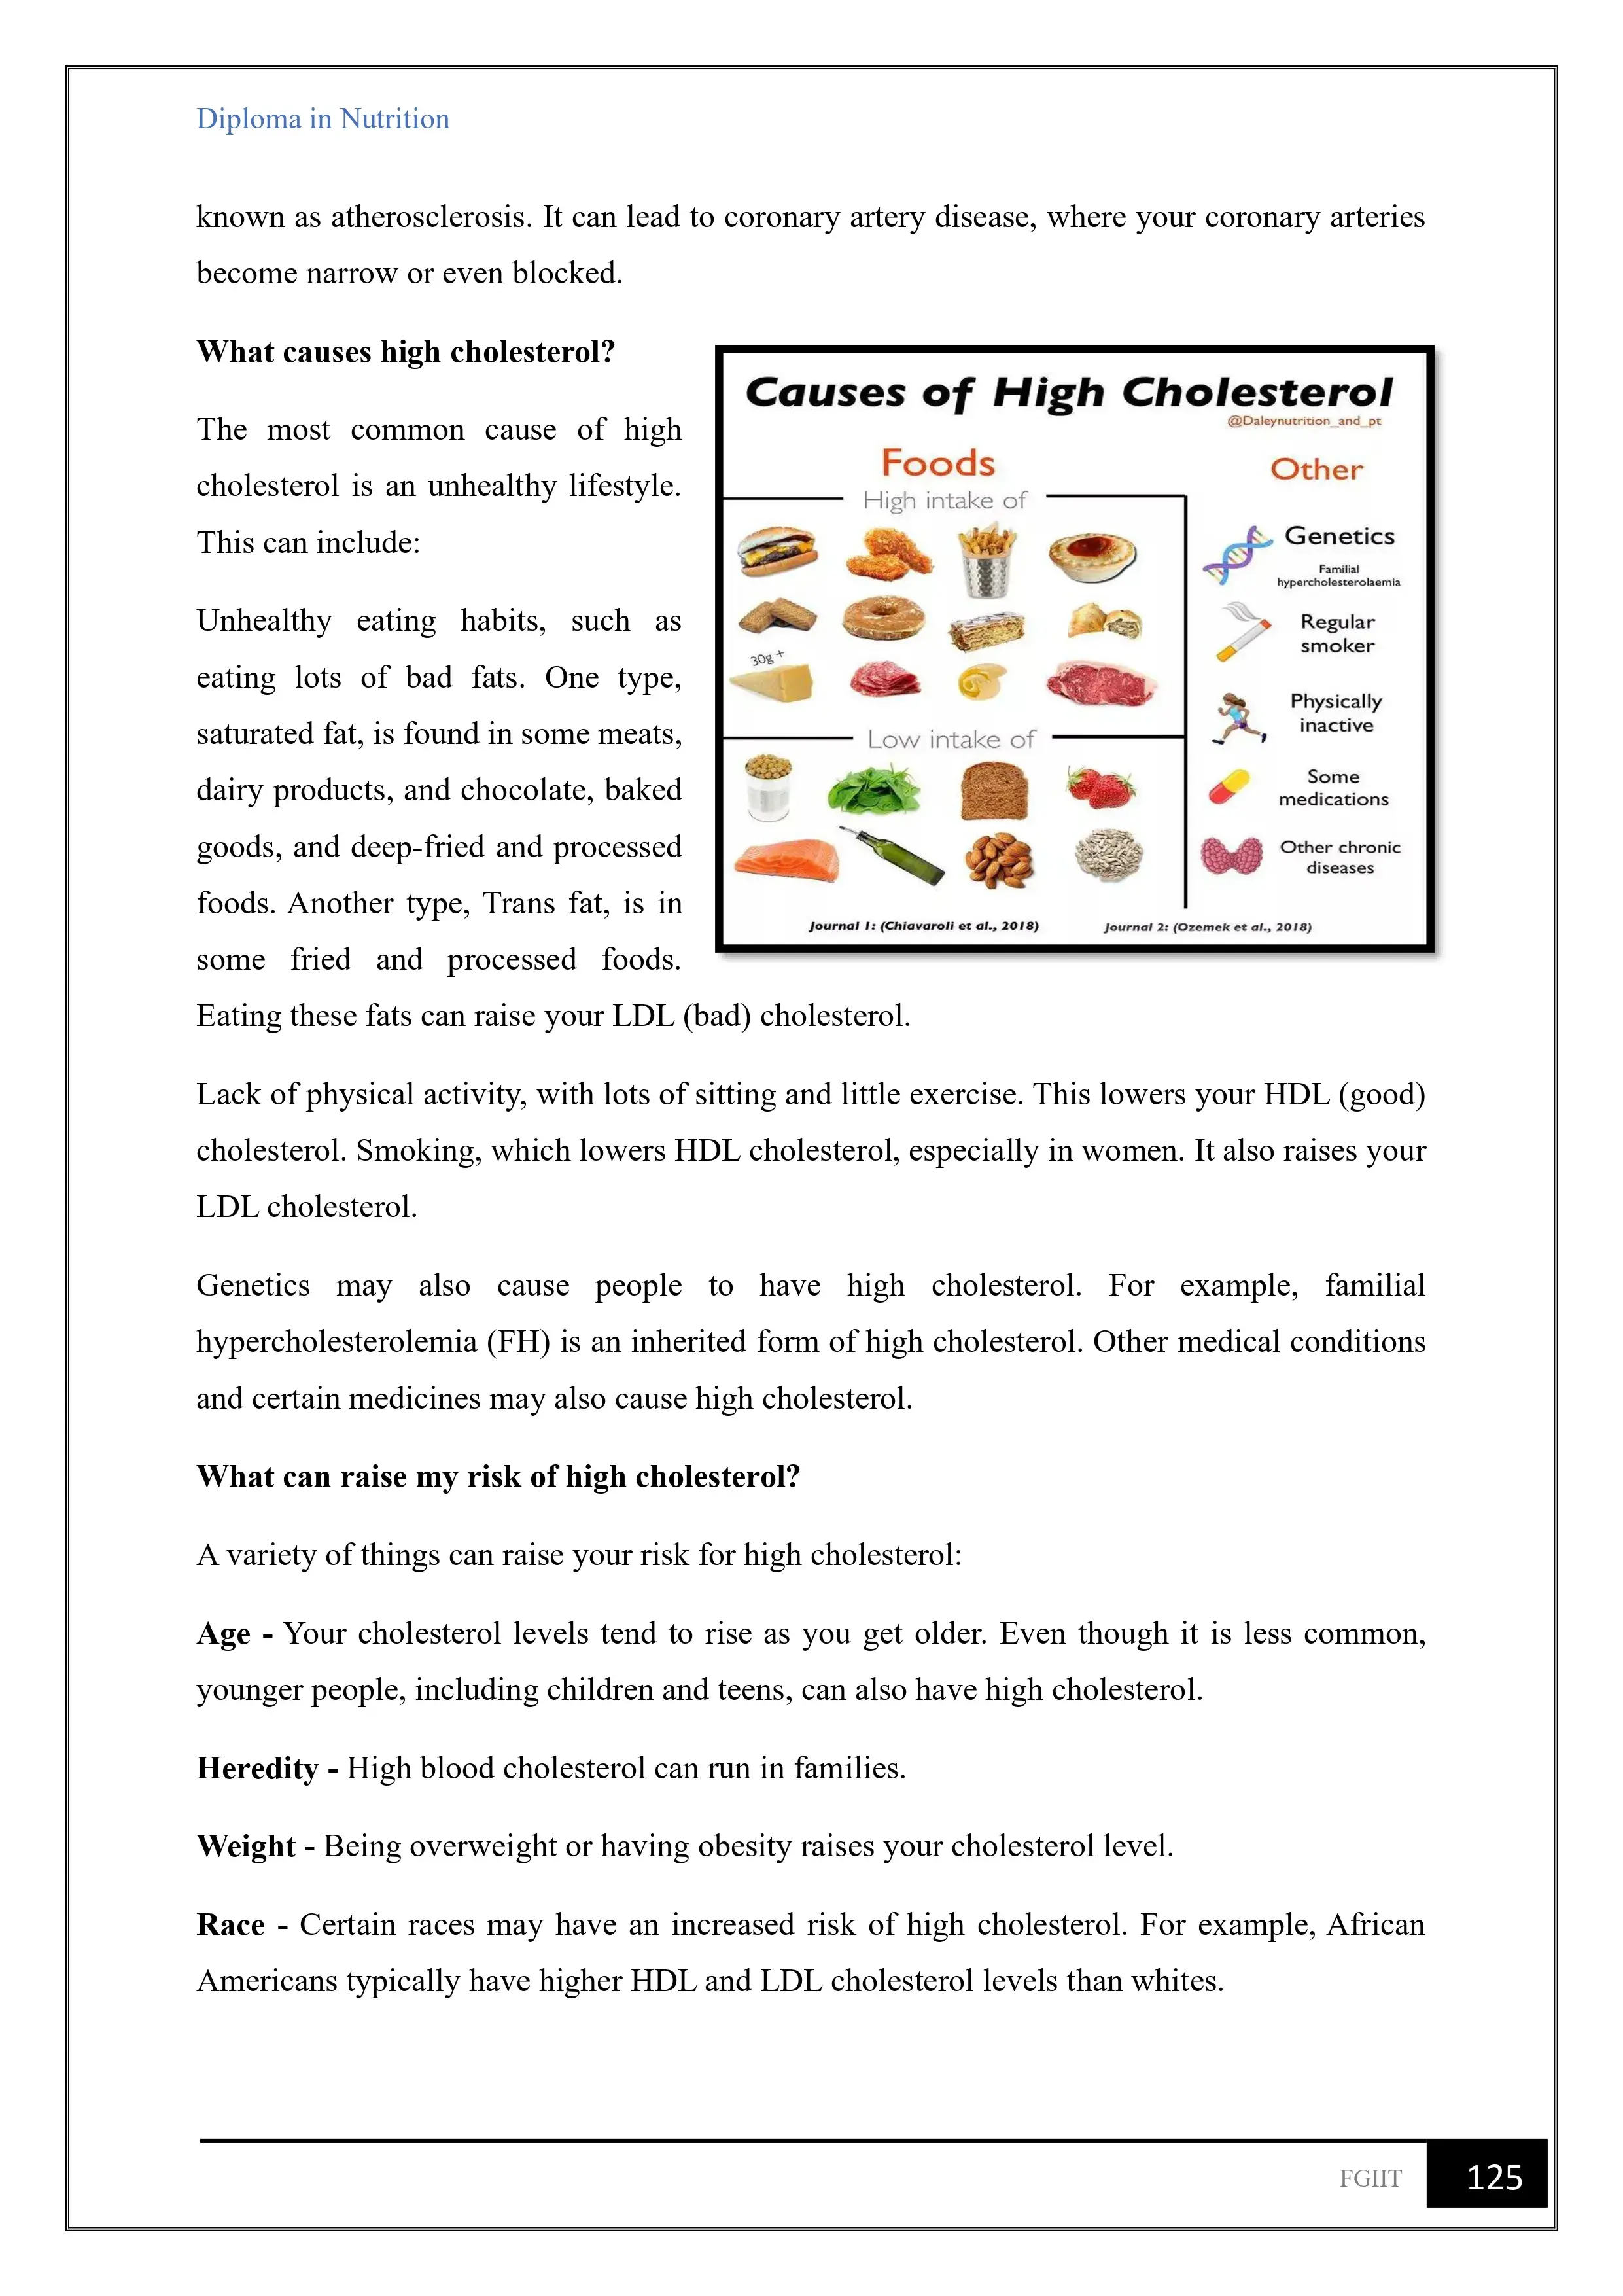 Diploma in Nutrition
known as atherosclerosis. It can lead to coronary artery disease, where your coronary arteries
become narrow or even blocked.
What causes high cholesterol?
The most common cause of high
cholesterol is an unhealthy lifestyle.
This can include:
Unhealthy eating habits, such as
eating lots of bad fats. One type,
saturated fat, is found in some meats,
dairy products, and chocolate, baked
goods, and deep-fried and processed
foods. Another type, Trans fat, is in
some fried and processed foods.
Eating these fats can raise your LDL (bad) cholesterol.
Causes of High Cholesterol
@Daleynutrition_and_pt
Foods
High intake of
30g +
Low intake of
Other
Genetics
Familial
hypercholesterolaemia
Regular
smoker
Physically
inactive
Some
medications
Other chronic
diseases
Journal 1: (Chiavaroli et al., 2018)
Journal 2: (Ozemek et al., 2018)
Lack of physical activity, with lots of sitting and little exercise. This lowers your HDL (good)
cholesterol. Smoking, which lowers HDL cholesterol, especially in women. It also raises your
LDL cholesterol.
Genetics may also cause people to have high cholesterol. For example, familial
hypercholesterolemia (FH) is an inherited form of high cholesterol. Other medical conditions
and certain medicines may also cause high cholesterol.
What can raise my risk of high cholesterol?
A variety of things can raise your risk for high cholesterol:
Age - Your cholesterol levels tend to rise as you get older. Even though it is less common,
younger people, including children and teens, can also have high cholesterol.
Heredity - High blood cholesterol can run in families.
Weight - Being overweight or having obesity raises your cholesterol level.
Race - Certain races may have an increased risk of high cholesterol. For example, African
Americans typically have higher HDL and LDL cholesterol levels than whites.
FGIIT
125